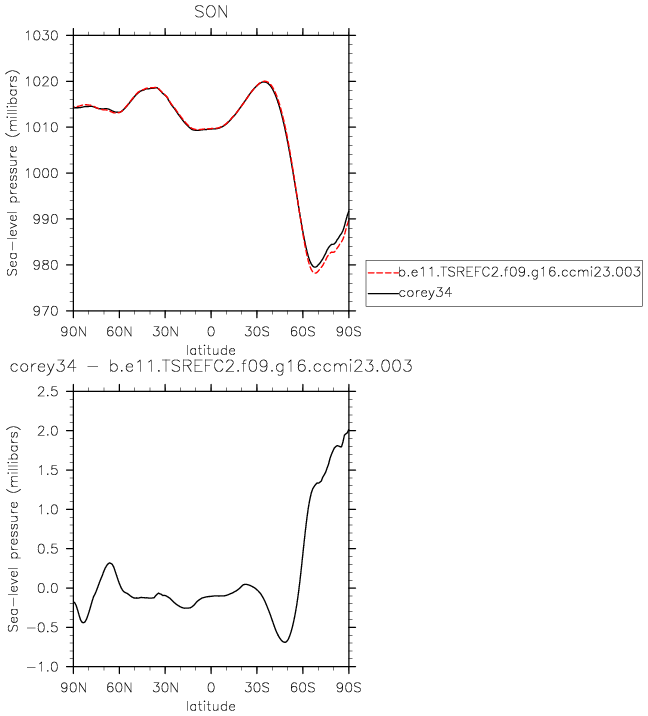 SON
1030
1020
1010
1000
990
980
970
Sea-level pressure (millibars)
90N 60N 30N 0 30S 60S 90S
latitude
b.e11.TSREFC2.f09.g16.ccmi23.003
corey34
corey34 - b.e11.TSREFC2.f09.g16.ccmi23.003
2.5
2.0
1.5
1.0
0.5
0.0
-0.5
-1.0
Sea-level pressure (millibars)
90N 60N 30N 0 30S 60S 90S
latitude